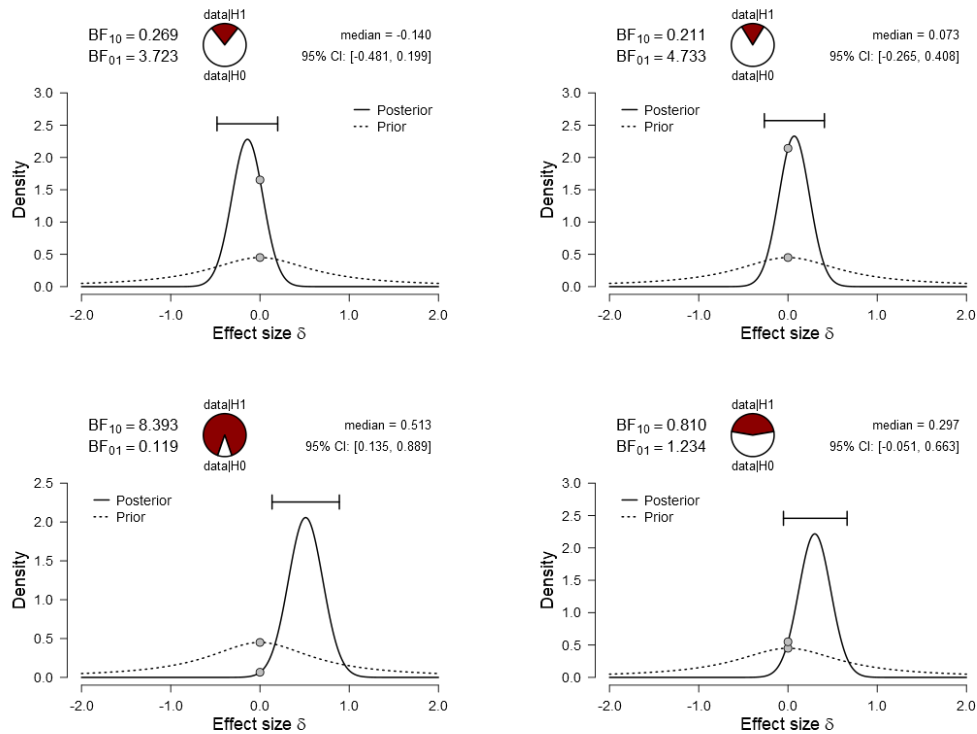 data|H1
BF10 = 0.269
BF01 = 3.723
data|H0
median = -0.140
95% CI: [-0.481, 0.199]
3.0
2.5
2.0
1.5
1.0
0.5
0.0
Density
Posterior
Prior
-2.0 -1.0 0.0 1.0 2.0
Effect size δ
data|H1
BF10 = 0.211
BF01 = 4.733
data|H0
median = 0.073
95% CI: [-0.265, 0.408]
3.0
2.5
2.0
1.5
1.0
0.5
0.0
Density
Posterior
Prior
-2.0 -1.0 0.0 1.0 2.0
Effect size δ
data|H1
BF10 = 8.393
BF01 = 0.119
data|H0
median = 0.513
95% CI: [0.135, 0.889]
2.5
2.0
1.5
1.0
0.5
0.0
Density
Posterior
Prior
-2.0 -1.0 0.0 1.0 2.0
Effect size δ
data|H1
BF10 = 0.810
BF01 = 1.234
data|H0
median = 0.297
95% CI: [-0.051, 0.663]
3.0
2.5
2.0
1.5
1.0
0.5
0.0
Density
Posterior
Prior
-2.0 -1.0 0.0 1.0 2.0
Effect size δ